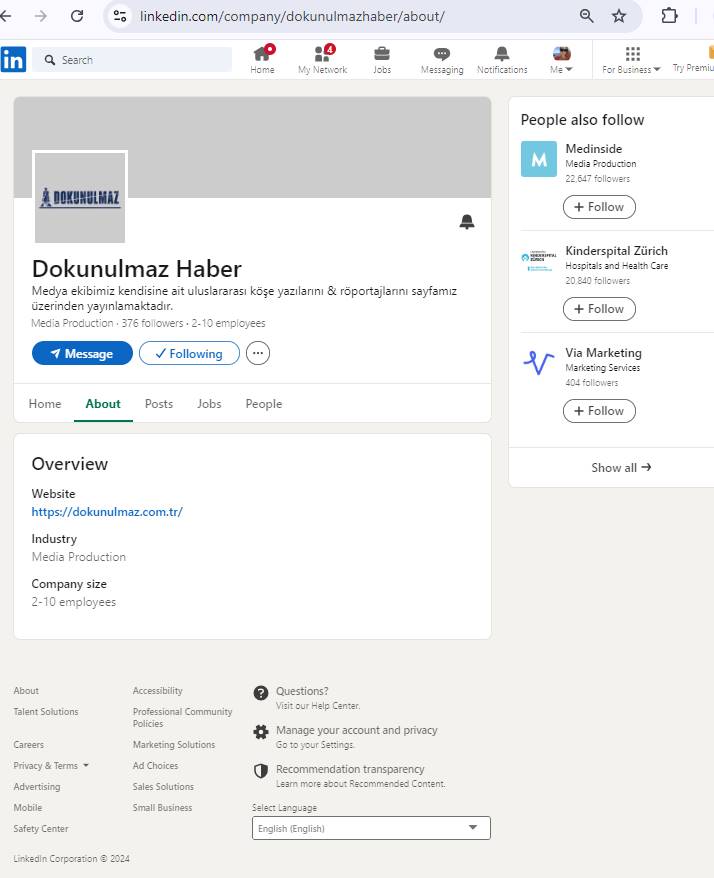 linkedin.com/company/dokunulmazhaber/about/
in
Search
Home
4
My Network
Jobs
Messaging
Notifications
Me
For Business
Try Premiu
DOKUNULMAZ
Dokunulmaz Haber
Medya ekibimiz kendisine ait uluslararası köşe yazılarını & röportajlarını sayfamız
üzerinden yayınlamaktadır.
Media Production · 376 followers · 2-10 employees
Message
Following
Home
About
Posts
Jobs
People
Overview
Website
https://dokunulmaz.com.tr/
Industry
Media Production
Company size
2-10 employees
People also follow
M
Medinside
Media Production
22,647 followers
+ Follow
KINDERSPITAL
ZÜRICH
Kinderspital Zürich
Hospitals and Health Care
20,840 followers
+ Follow
Via Marketing
Marketing Services
404 followers
+ Follow
Show all →
About
Talent Solutions
Careers
Privacy & Terms
Advertising
Mobile
Safety Center
Accessibility
Professional Community
Policies
Marketing Solutions
Ad Choices
Sales Solutions
Small Business
Questions?
Visit our Help Center.
Manage your account and privacy
Go to your Settings.
Recommendation transparency
Learn more about Recommended Content.
Select Language
English (English)
LinkedIn Corporation © 2024